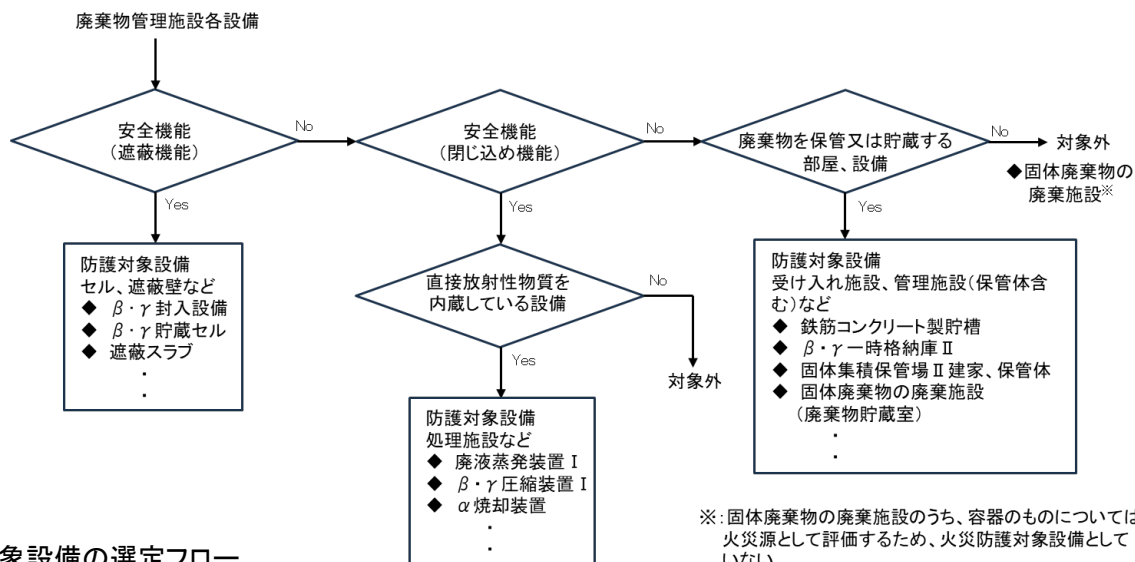 廃棄物管理施設各設備
安全機能
(遮蔽機能)
No
安全機能
(閉じ込め機能)
No
廃棄物を保管又は貯蔵する
部屋、設備
No
対象外
◆固体廃棄物の
廃棄施設※
Yes
Yes
Yes
防護対象設備
セル、遮蔽壁など
◆ β・γ封入設備
◆ β・γ貯蔵セル
◆ 遮蔽スラブ
・
・
直接放射性物質を
内蔵している設備
No
対象外
Yes
防護対象設備
処理施設など
◆ 廃液蒸発装置Ⅰ
◆ β・γ圧縮装置Ⅰ
◆ α焼却装置
・
・
防護対象設備
受け入れ施設、管理施設(保管体含
む)など
◆ 鉄筋コンクリート製貯槽
◆ β・γ一時格納庫Ⅱ
◆ 固体集積保管場Ⅱ建家、保管体
◆ 固体廃棄物の廃棄施設
(廃棄物貯蔵室)
・
・
※:固体廃棄物の廃棄施設のうち、容器のものについては
火災源として評価するため、火災防護対象設備として
いない
象設備の選定フロー